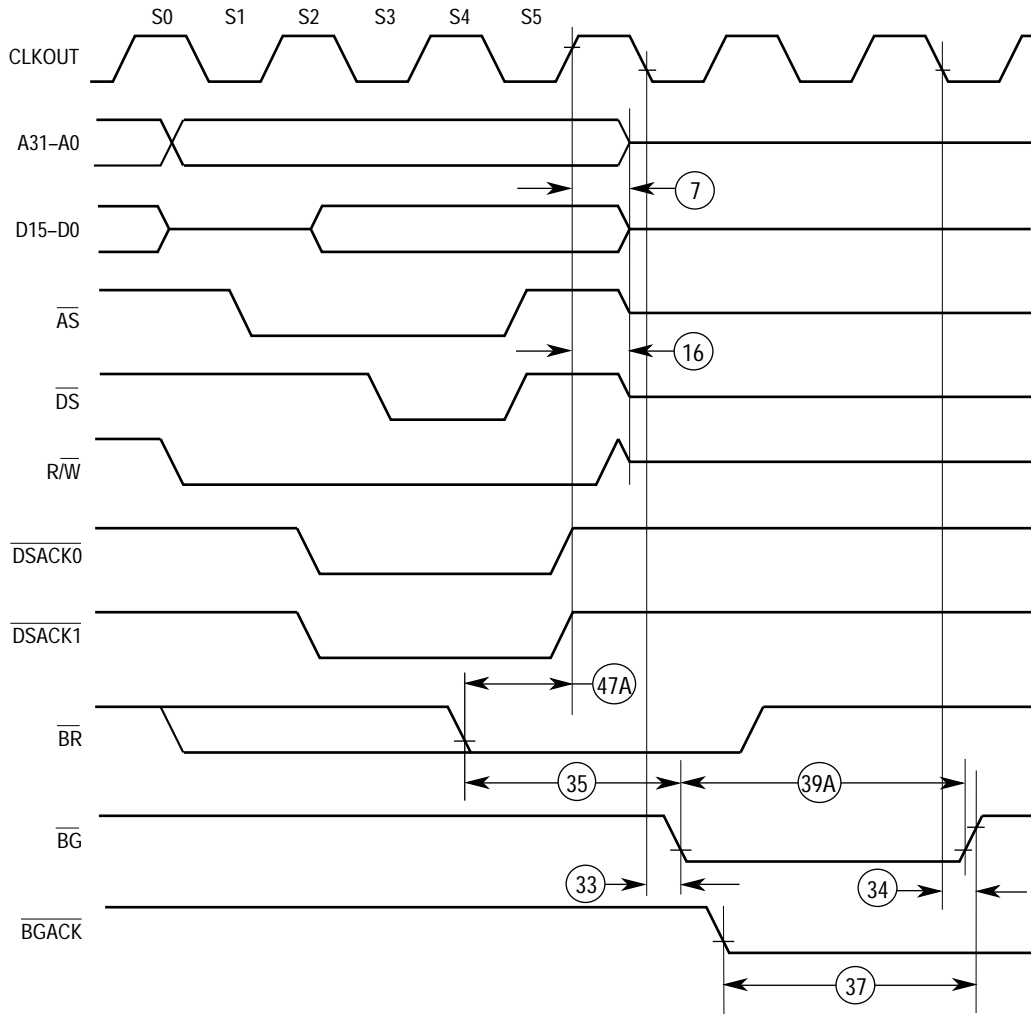 S0 S1 S2 S3 S4 S5
CLKOUT
A31–A0
7
D15–D0
AS
16
DS
R/W
DSACK0
DSACK1
47A
BR
35 39A
BG
33 34
BGACK
37